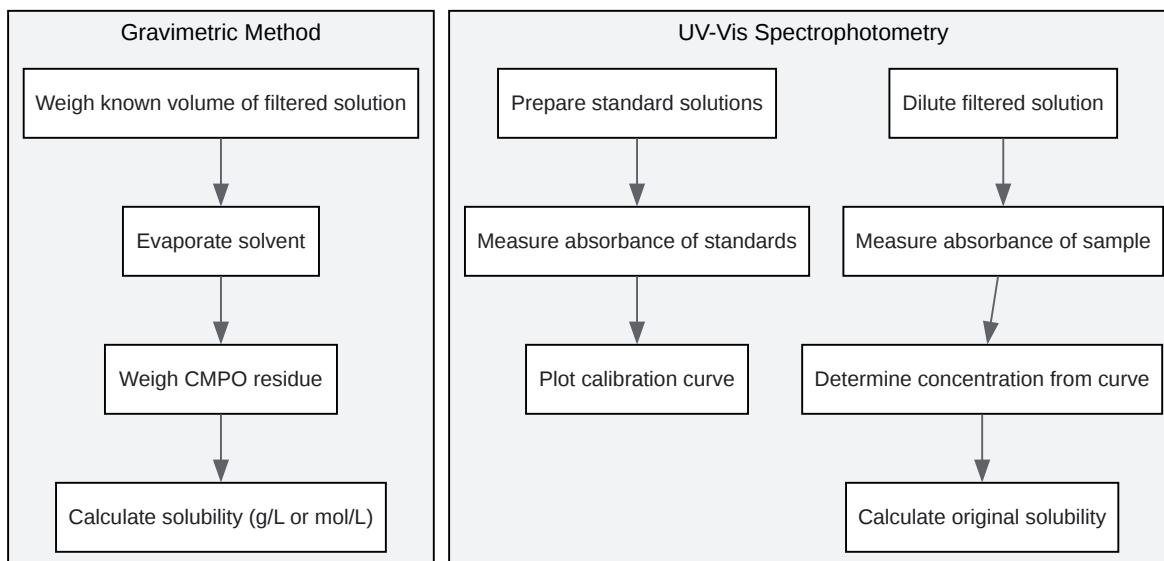 Gravimetric Method
Weigh known volume of filtered solution
Evaporate solvent
Weigh CMPO residue
Calculate solubility (g/L or mol/L)
UV-Vis Spectrophotometry
Prepare standard solutions
Measure absorbance of standards
Plot calibration curve
Dilute filtered solution
Measure absorbance of sample
Determine concentration from curve
Calculate original solubility